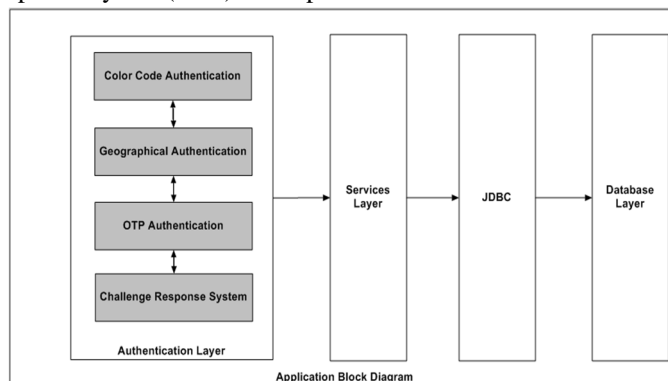 Color Code Authentication
Geographical Authentication
OTP Authentication
Challenge Response System
Authentication Layer
Services
Layer
JDBC
Database
Layer
Application Block Diagram